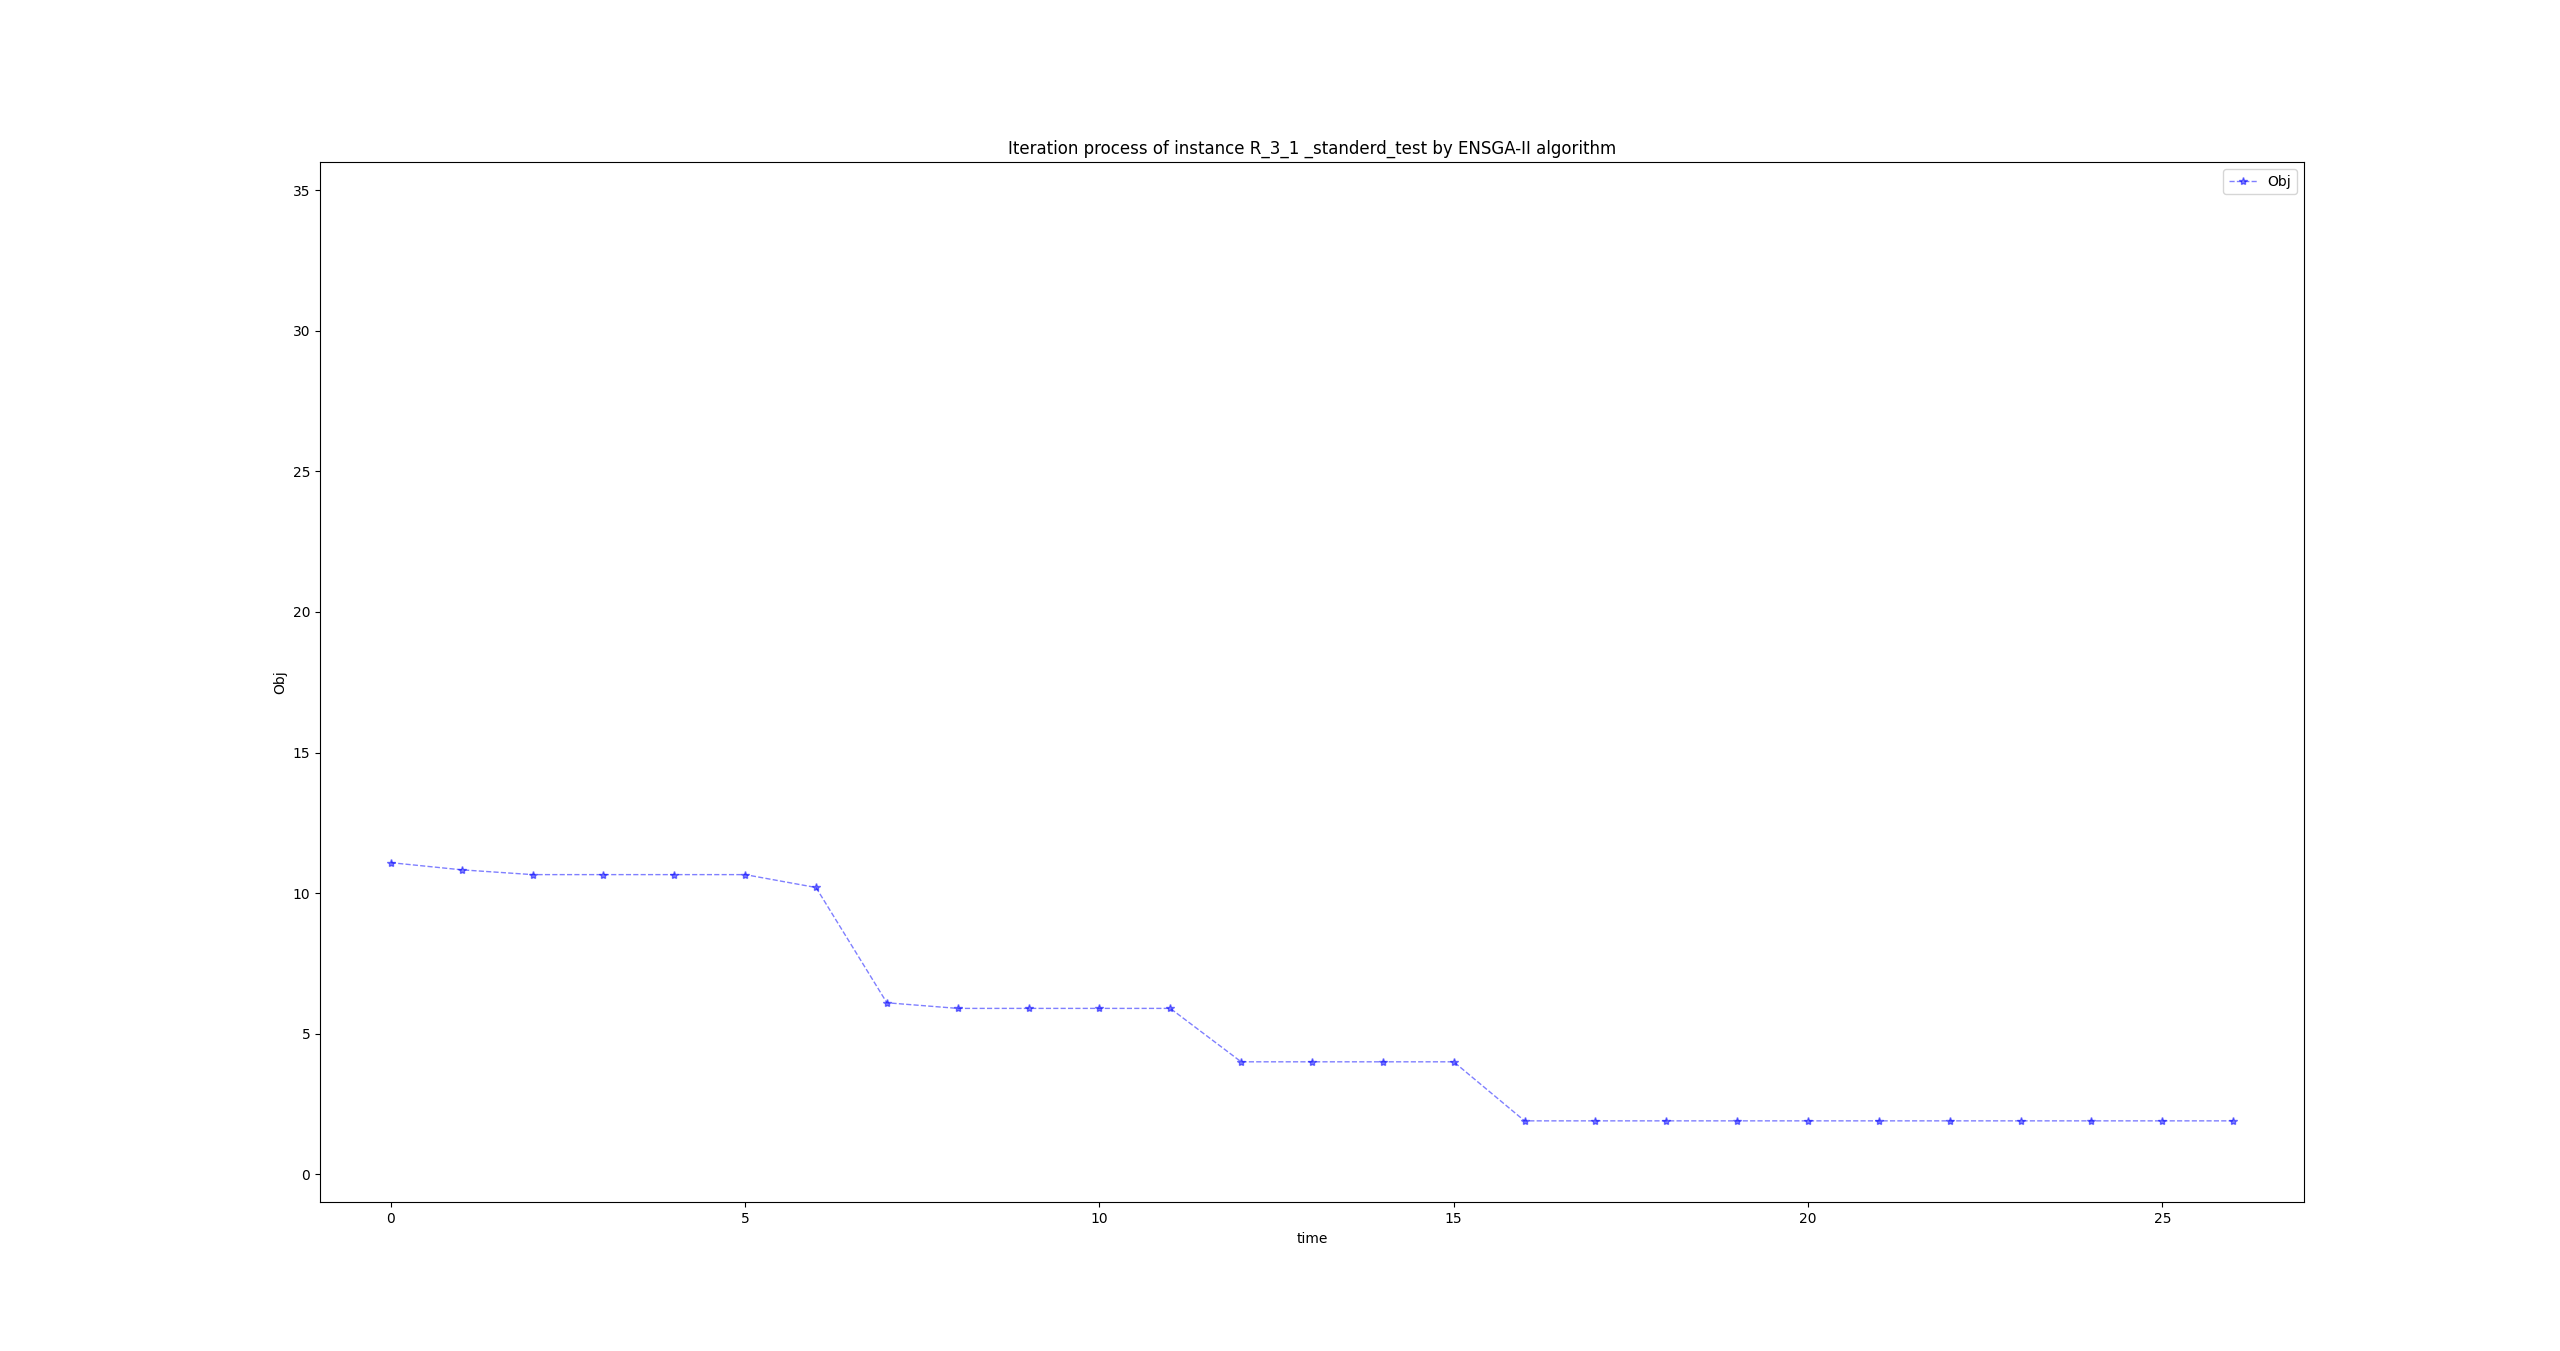 Iteration process of instance R_3_1 _standerd_test by ENSGA-II algorithm
Obj
35
30
25
20
15
10
5
0
Obj
0 5 10 15 20 25
time